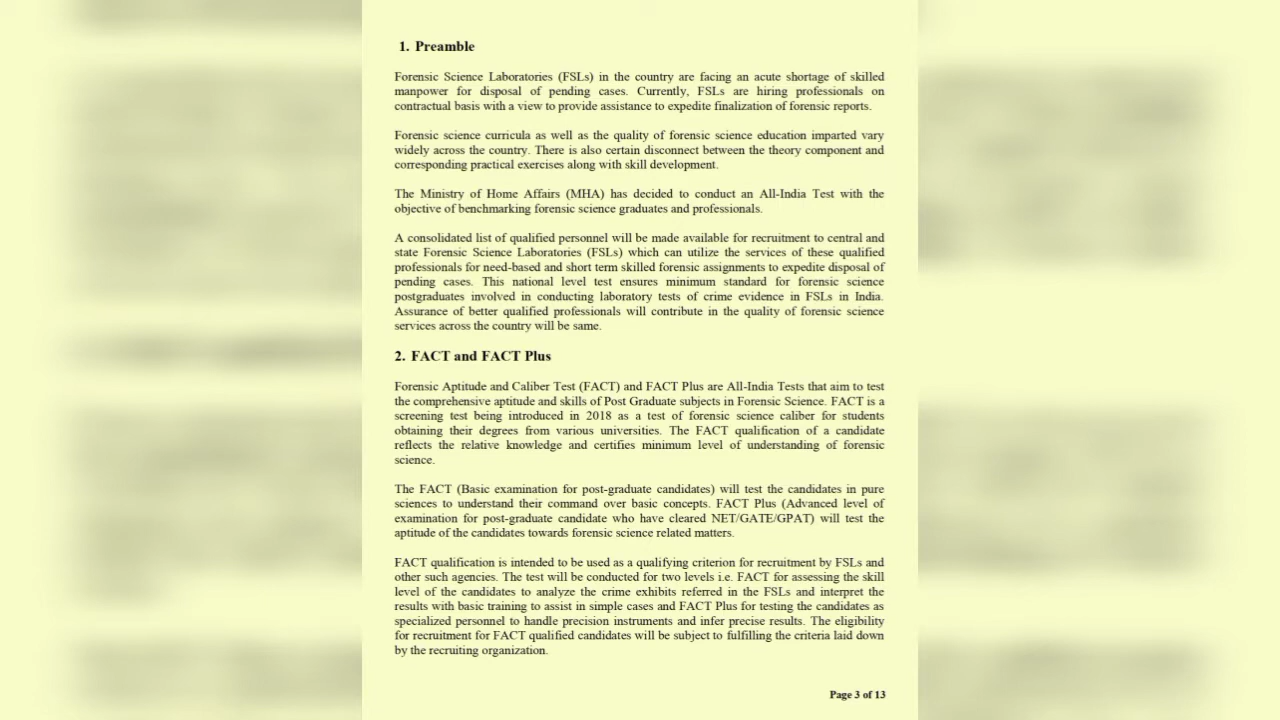 1. Preamble
Forensic Science Laboratories (FSLs) in the country are facing an acute shortage of skilled
manpower for disposal of pending cases. Currently, FSLs are hiring professionals on
contractual basis with a view to provide assistance to expedite finalization of forensic reports.
Forensic science curricula as well as the quality of forensic science education imparted vary
widely across the country. There is also certain disconnect between the theory component and
corresponding practical exercises along with skill development.
The Ministry of Home Affairs (MHA) has decided to conduct an All-India Test with the
objective of benchmarking forensic science graduates and professionals.
A consolidated list of qualified personnel will be made available for recruitment to central and
state Forensic Science Laboratories (FSLs) which can utilize the services of these qualified
professionals for need-based and short term skilled forensic assignments to expedite disposal of
pending cases. This national level test ensures minimum standard for forensic science
postgraduates involved in conducting laboratory tests of crime evidence in FSLs in India.
Assurance of better qualified professionals will contribute in the quality of forensic science
services across the country will be same.
2. FACT and FACT Plus
Forensic Aptitude and Caliber Test (FACT) and FACT Plus are All-India Tests that aim to test
the comprehensive aptitude and skills of Post Graduate subjects in Forensic Science. FACT is a
screening test being introduced in 2018 as a test of forensic science caliber for students
obtaining their degrees from various universities. The FACT qualification of a candidate
reflects the relative knowledge and certifies minimum level of understanding of forensic
science.
The FACT (Basic examination for post-graduate candidates) will test the candidates in pure
sciences to understand their command over basic concepts. FACT Plus (Advanced level of
examination for post-graduate candidate who have cleared NET/GATE/GPAT) will test the
aptitude of the candidates towards forensic science related matters.
FACT qualification is intended to be used as a qualifying criterion for recruitment by FSLs and
other such agencies. The test will be conducted for two levels i.e. FACT for assessing the skill
level of the candidates to analyze the crime exhibits referred in the FSLs and interpret the
results with basic training to assist in simple cases and FACT Plus for testing the candidates as
specialized personnel to handle precision instruments and infer precise results. The eligibility
for recruitment for FACT qualified candidates will be subject to fulfilling the criteria laid down
by the recruiting organization.
Page 3 of 13